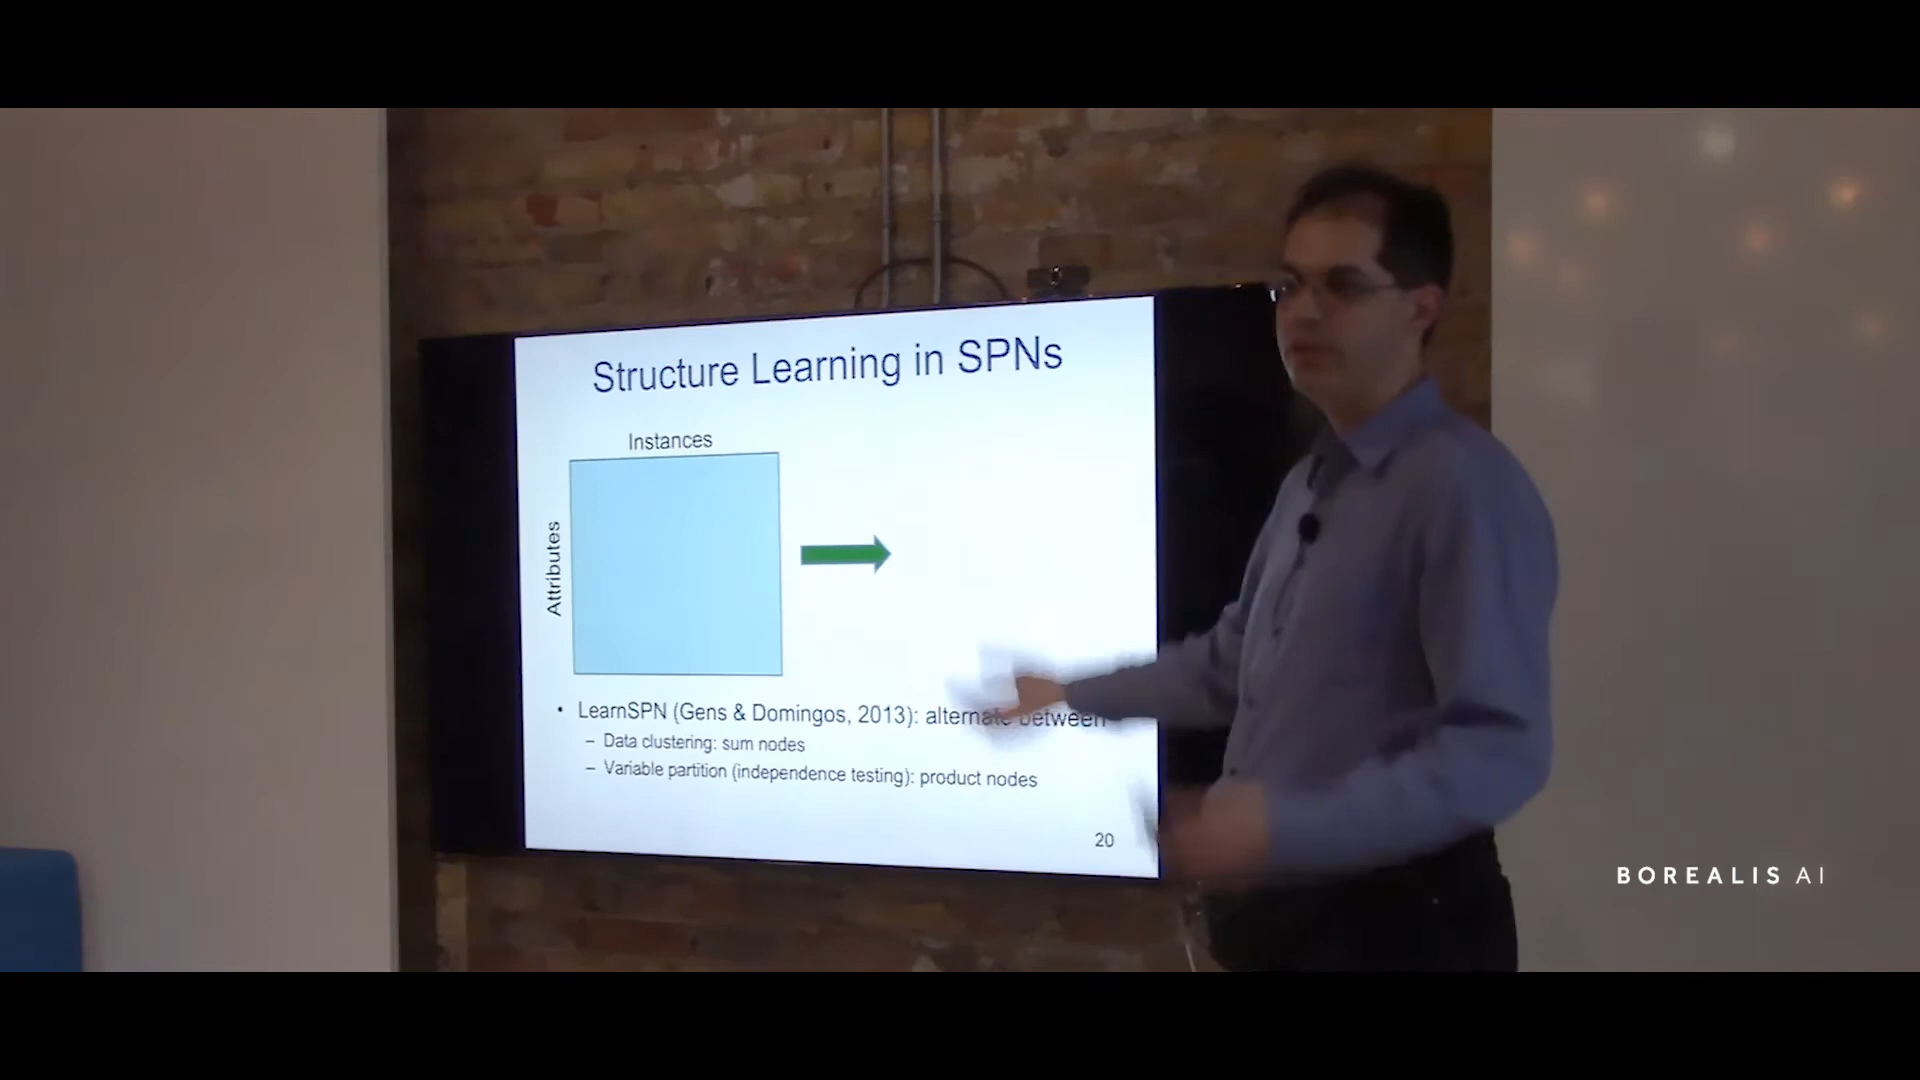 Structure Learning in SPNs
Instances
Attributes
• LearnSPN (Gens & Domingos, 2013): alternate between
– Data clustering: sum nodes
– Variable partition (independence testing): product nodes
20
BOREALIS AI